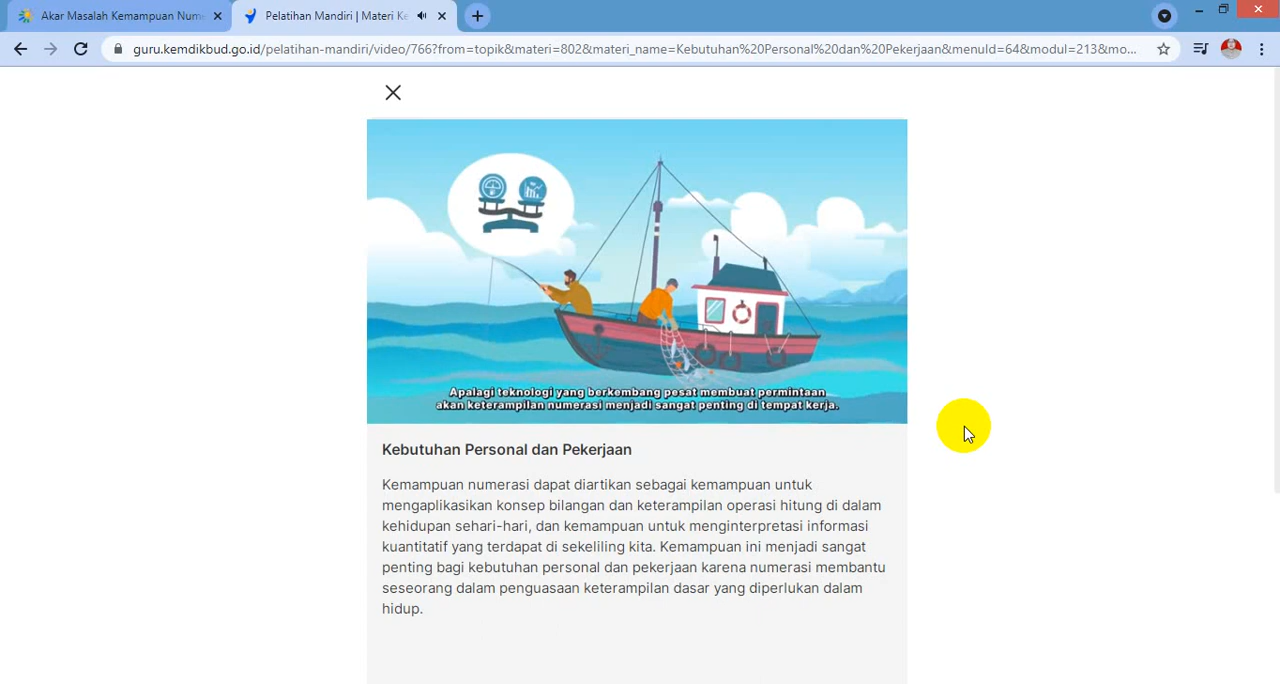 Akar Masalah Kemampuan Num
Pelatihan Mandiri | Materi Ke
guru.kemdikbud.go.id/pelatihan-mandiri/video/766?from=topik&materi=802&materi_name=Kebutuhan%20Personal%20dan%20Pekerjaan&menuId=64&modul=213&mo...
Apalagi teknologi yang berkembang pesat membuat permintaan
akan keterampilan numerasi menjadi sangat penting di tempat kerja.
Kebutuhan Personal dan Pekerjaan
Kemampuan numerasi dapat diartikan sebagai kemampuan untuk
mengaplikasikan konsep bilangan dan keterampilan operasi hitung di dalam
kehidupan sehari-hari, dan kemampuan untuk menginterpretasi informasi
kuantitatif yang terdapat di sekeliling kita. Kemampuan ini menjadi sangat
penting bagi kebutuhan personal dan pekerjaan karena numerasi membantu
seseorang dalam penguasaan keterampilan dasar yang diperlukan dalam
hidup.